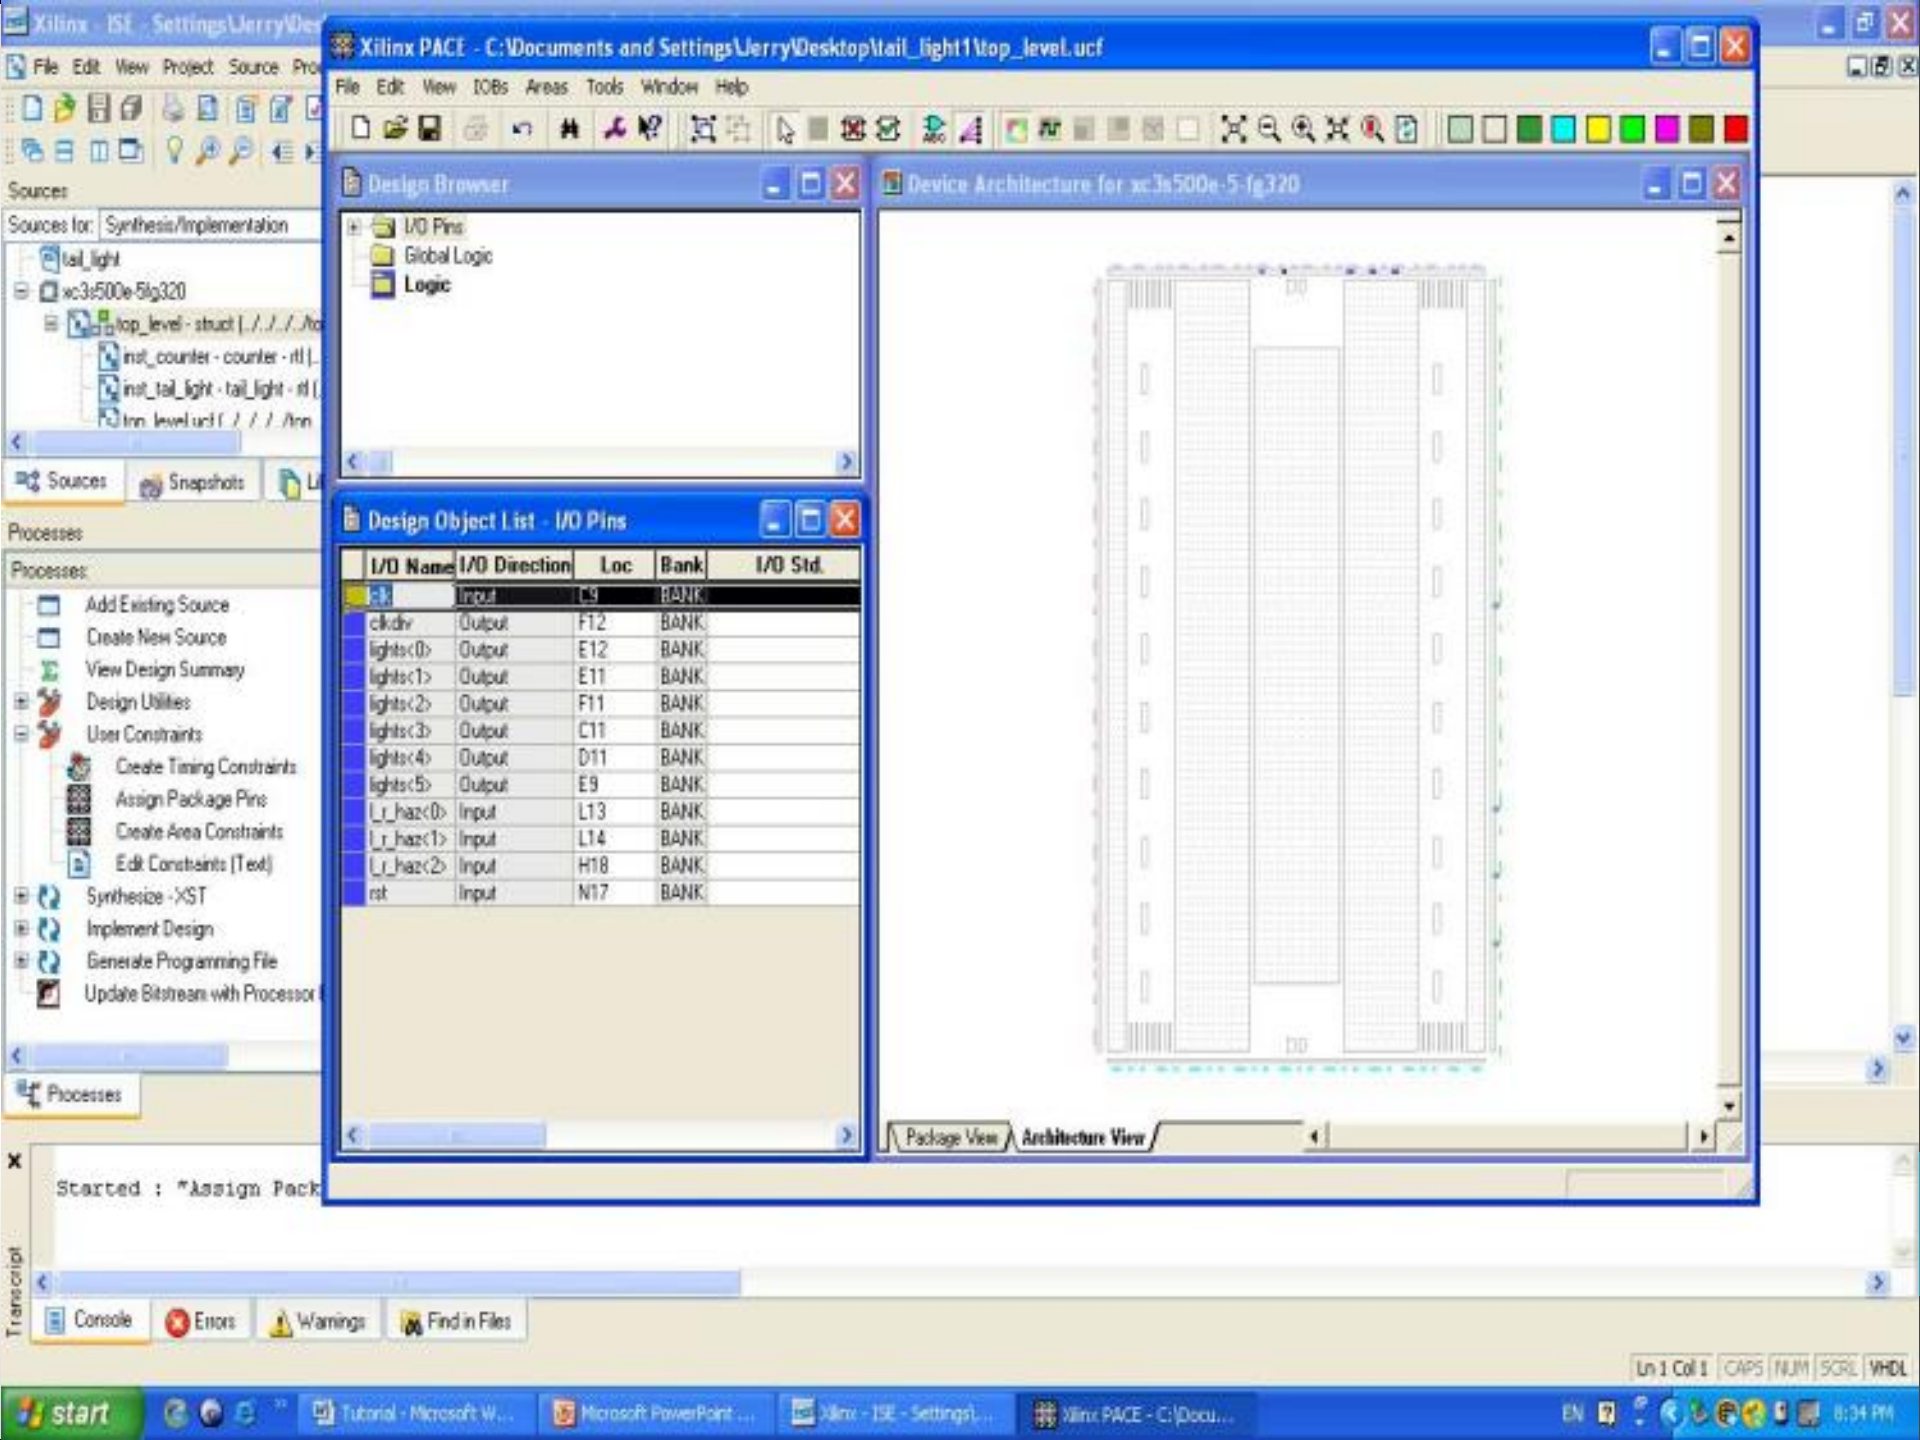 Xilinx - ISE - Settings\Jerry\Des
File Edit View Project Source Pro
Sources
Sources for: Synthesis/Implementation
tail_light
xc3s500e-5fg320
top_level - struct (../../../../to
inst_counter - counter - rtl (..
inst_tail_light - tail_light - rtl (.
top_level.ucf (../../../../top
Sources
Snapshots
Li
Processes
Processes:
Add Existing Source
Create New Source
View Design Summary
Design Utilities
User Constraints
Create Timing Constraints
Assign Package Pins
Create Area Constraints
Edit Constraints (Text)
Synthesize - XST
Implement Design
Generate Programming File
Update Bitstream with Processor
Processes
Xilinx PACE - C:\Documents and Settings\Jerry\Desktop\tail_light1\top_level.ucf
File Edit View IOBs Areas Tools Window Help
Design Browser
I/O Pins
Global Logic
Logic
Design Object List - I/O Pins
I/O Name I/O Direction Loc Bank I/O Std.
clk Input C9 BANK
clkdiv Output F12 BANK
lights<0> Output E12 BANK
lights<1> Output E11 BANK
lights<2> Output F11 BANK
lights<3> Output C11 BANK
lights<4> Output D11 BANK
lights<5> Output E9 BANK
l_r_haz<0> Input L13 BANK
l_r_haz<1> Input L14 BANK
l_r_haz<2> Input H18 BANK
rst Input N17 BANK
Device Architecture for xc3s500e-5-fg320
Package View Architecture View
Started : "Assign Pack
Transcript
Console Errors Warnings Find in Files
Ln 1 Col 1 CAPS NUM SCRL VHDL
start
Tutorial - Microsoft W...
Microsoft PowerPoint ...
Xilinx - ISE - Settings\...
Xilinx PACE - C:\Docu...
EN
8:34 PM